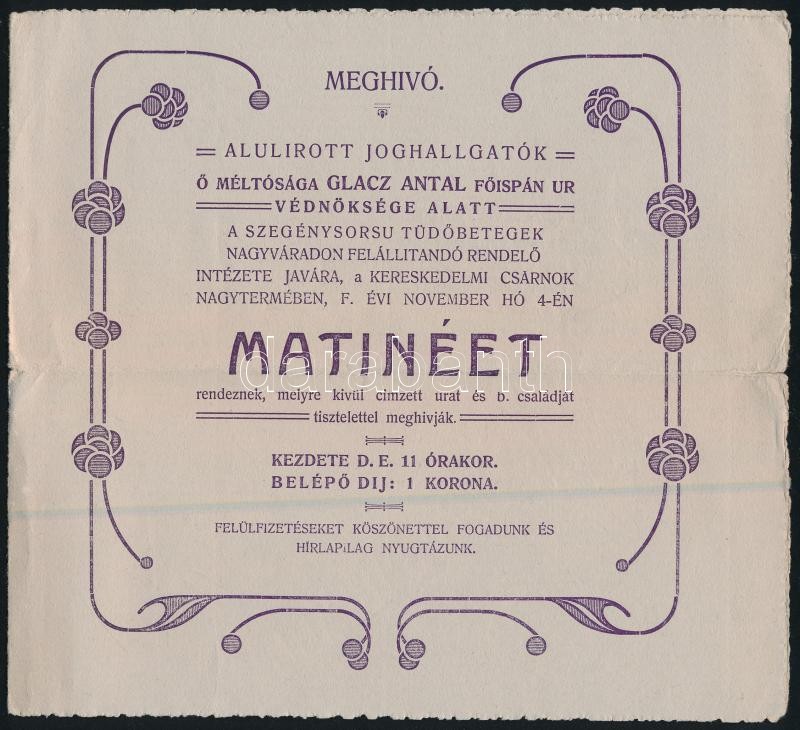 MEGHIVÓ.
ALULIROTT JOGHALLGATÓK
Ő MÉLTÓSÁGA GLACZ ANTAL FŐISPÁN UR
VÉDNÖKSÉGE ALATT
A SZEGÉNYSORSU TÜDŐBETEGEK
NAGYVÁRADON FELÁLLITANDÓ RENDELŐ
INTÉZETE JAVÁRA, a KERESKEDELMI CSARNOK
NAGYTERMÉBEN, F. ÉVI NOVEMBER HÓ 4-ÉN
MATINÉET
darabanth
rendeznek, melyre kivül cimzett urat és b. családját
tisztelettel meghivják.
KEZDETE D. E. 11 ÓRAKOR.
BELÉPŐ DIJ: 1 KORONA.
FELÜLFIZETÉSEKET KÖSZÖNETTEL FOGADUNK ÉS
HÍRLAPILAG NYUGTÁZUNK.